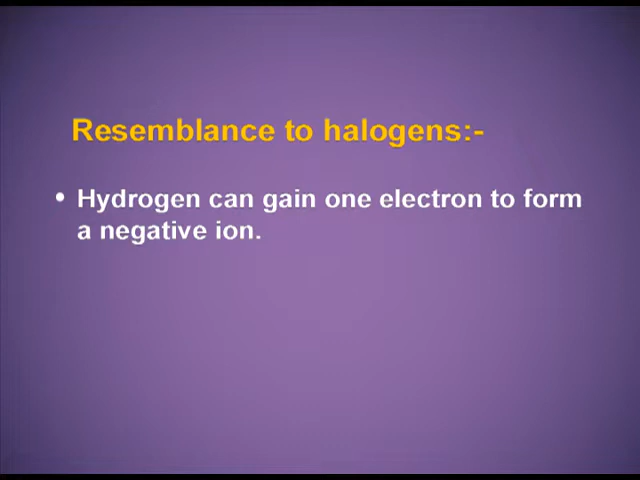 Resemblance to halogens:-
• Hydrogen can gain one electron to form
a negative ion.